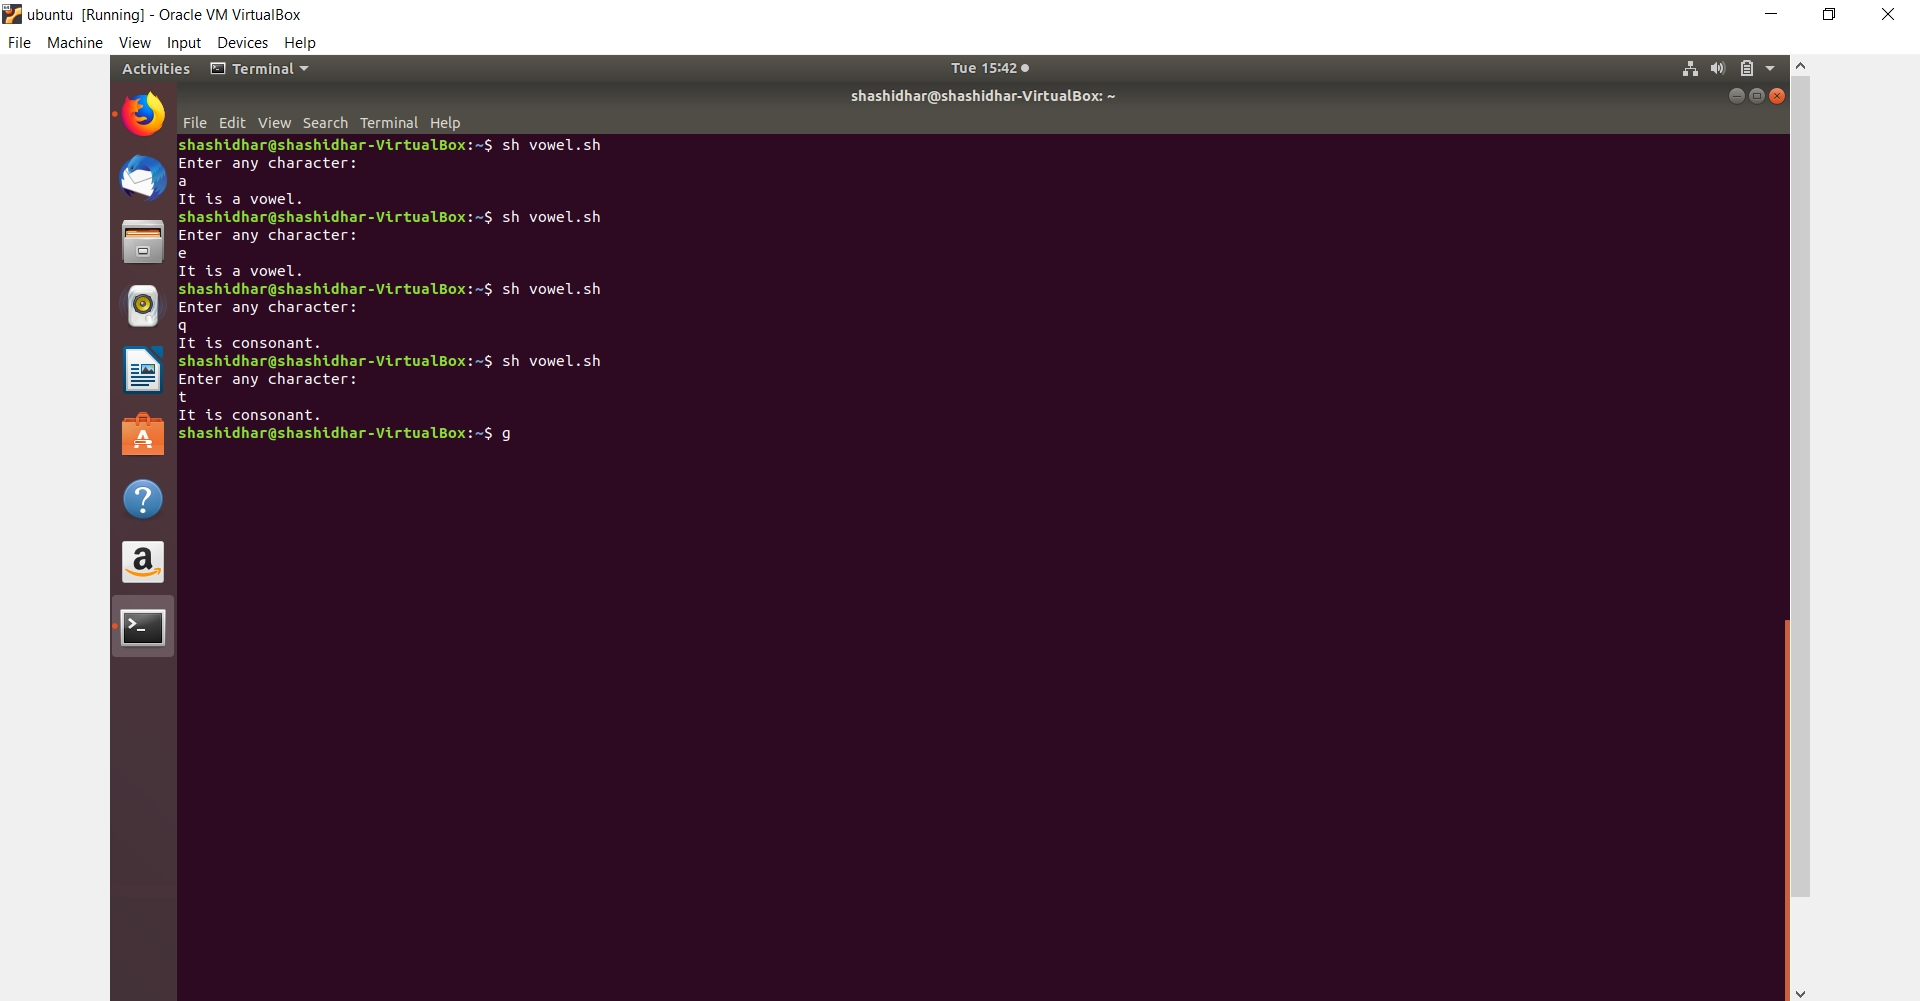 ubuntu [Running] - Oracle VM VirtualBox
File Machine View Input Devices Help
Activities Terminal Tue 15:42
shashidhar@shashidhar-VirtualBox: ~
File Edit View Search Terminal Help
shashidhar@shashidhar-VirtualBox:~$ sh vowel.sh
Enter any character:
a
It is a vowel.
shashidhar@shashidhar-VirtualBox:~$ sh vowel.sh
Enter any character:
e
It is a vowel.
shashidhar@shashidhar-VirtualBox:~$ sh vowel.sh
Enter any character:
q
It is consonant.
shashidhar@shashidhar-VirtualBox:~$ sh vowel.sh
Enter any character:
t
It is consonant.
shashidhar@shashidhar-VirtualBox:~$ g